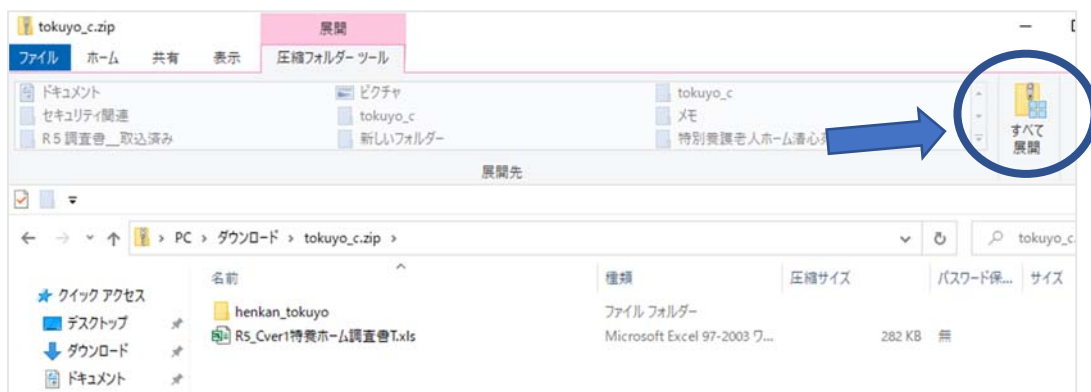 tokuyo_c.zip
展開
ファイル ホーム 共有 表示 圧縮フォルダー ツール
ドキュメント ピクチャ tokuyo_c
セキュリティ関連 tokuyo_c メモ
R5調査書__取込済み 新しいフォルダー 特別養護老人ホーム清心
すべて
展開
展開先
PC › ダウンロード › tokuyo_c.zip ›
tokuyo_c.
名前 種類 圧縮サイズ パスワード保... サイズ
クイック アクセス
henkan_tokuyo ファイル フォルダー
デスクトップ
R5_Cver1特養ホーム調査書T.xls Microsoft Excel 97-2003 ワ... 282 KB 無
ダウンロード
ドキュメント